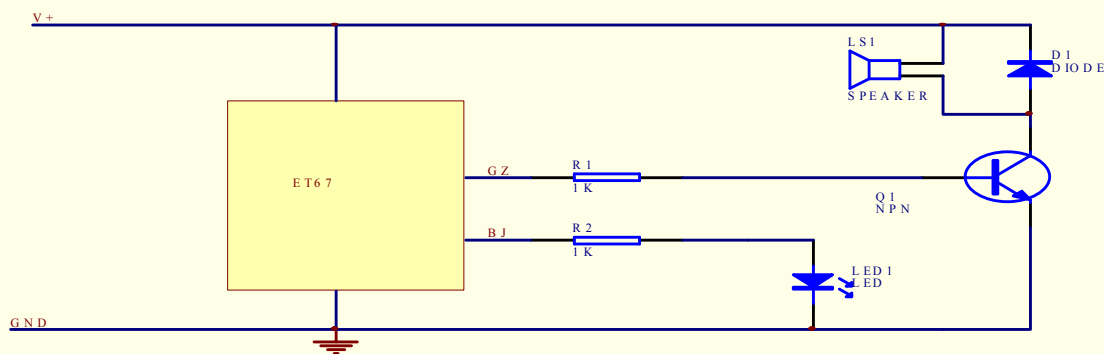 V+
LS1
D1
DIODE
SPEAKER
ET67
GZ
R1
1K
Q1
NPN
BJ
R2
1K
LED1
LED
GND